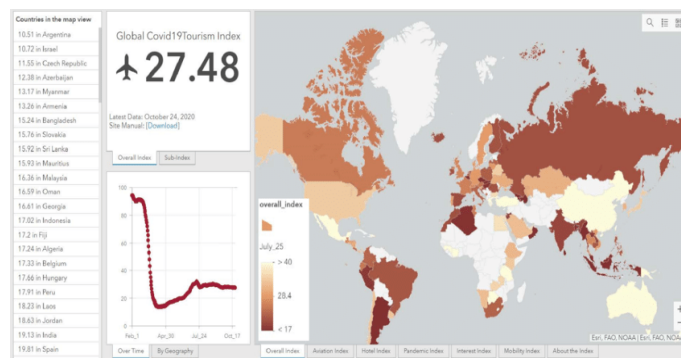 Countries in the map view
10.51 in Argentina
10.72 in Israel
11.55 in Czech Republic
12.38 in Azerbaijan
13.17 in Myanmar
13.26 in Armenia
15.24 in Bangladesh
15.76 in Slovakia
15.92 in Sri Lanka
15.93 in Mauritius
16.36 in Malaysia
16.59 in Oman
16.61 in Georgia
17.02 in Indonesia
17.2 in Fiji
17.24 in Algeria
17.33 in Belgium
17.66 in Hungary
17.91 in Peru
18.23 in Laos
18.63 in Jordan
19.13 in India
19.81 in Spain
Global Covid19Tourism Index
27.48
Latest Data: October 24, 2020
Site Manual: [Download]
Overall Index
Sub-Index
100
80
60
40
20
0
Feb_1
Apr_30
Jul_24
Oct_17
Over Time
By Geography
overall_index
July_25
> 40
28.4
< 17
Esri, FAO, NOAA | Esri, FAO, NOAA
Overall Index
Aviation Index
Hotel Index
Pandemic Index
Interest Index
Mobility Index
About the Index